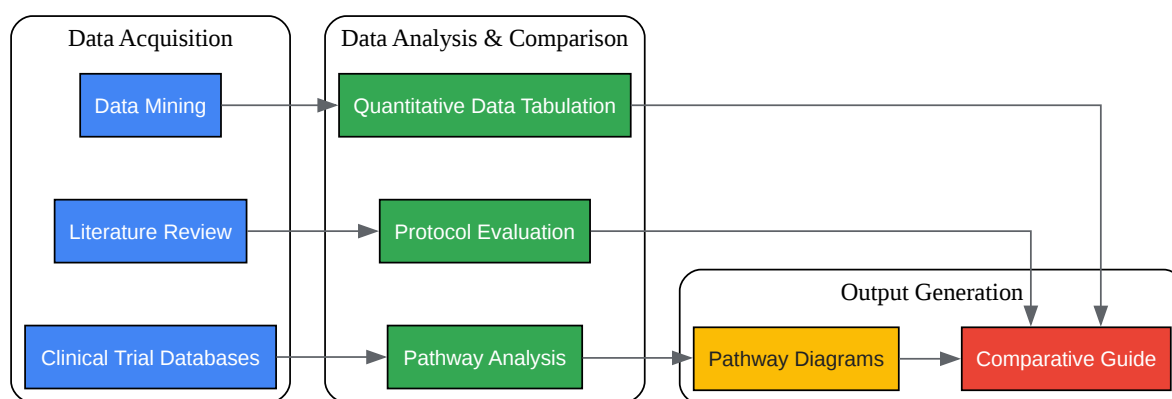 Data Acquisition
Data Analysis & Comparison
Data Mining
Quantitative Data Tabulation
Literature Review
Protocol Evaluation
Output Generation
Clinical Trial Databases
Pathway Analysis
Pathway Diagrams
Comparative Guide